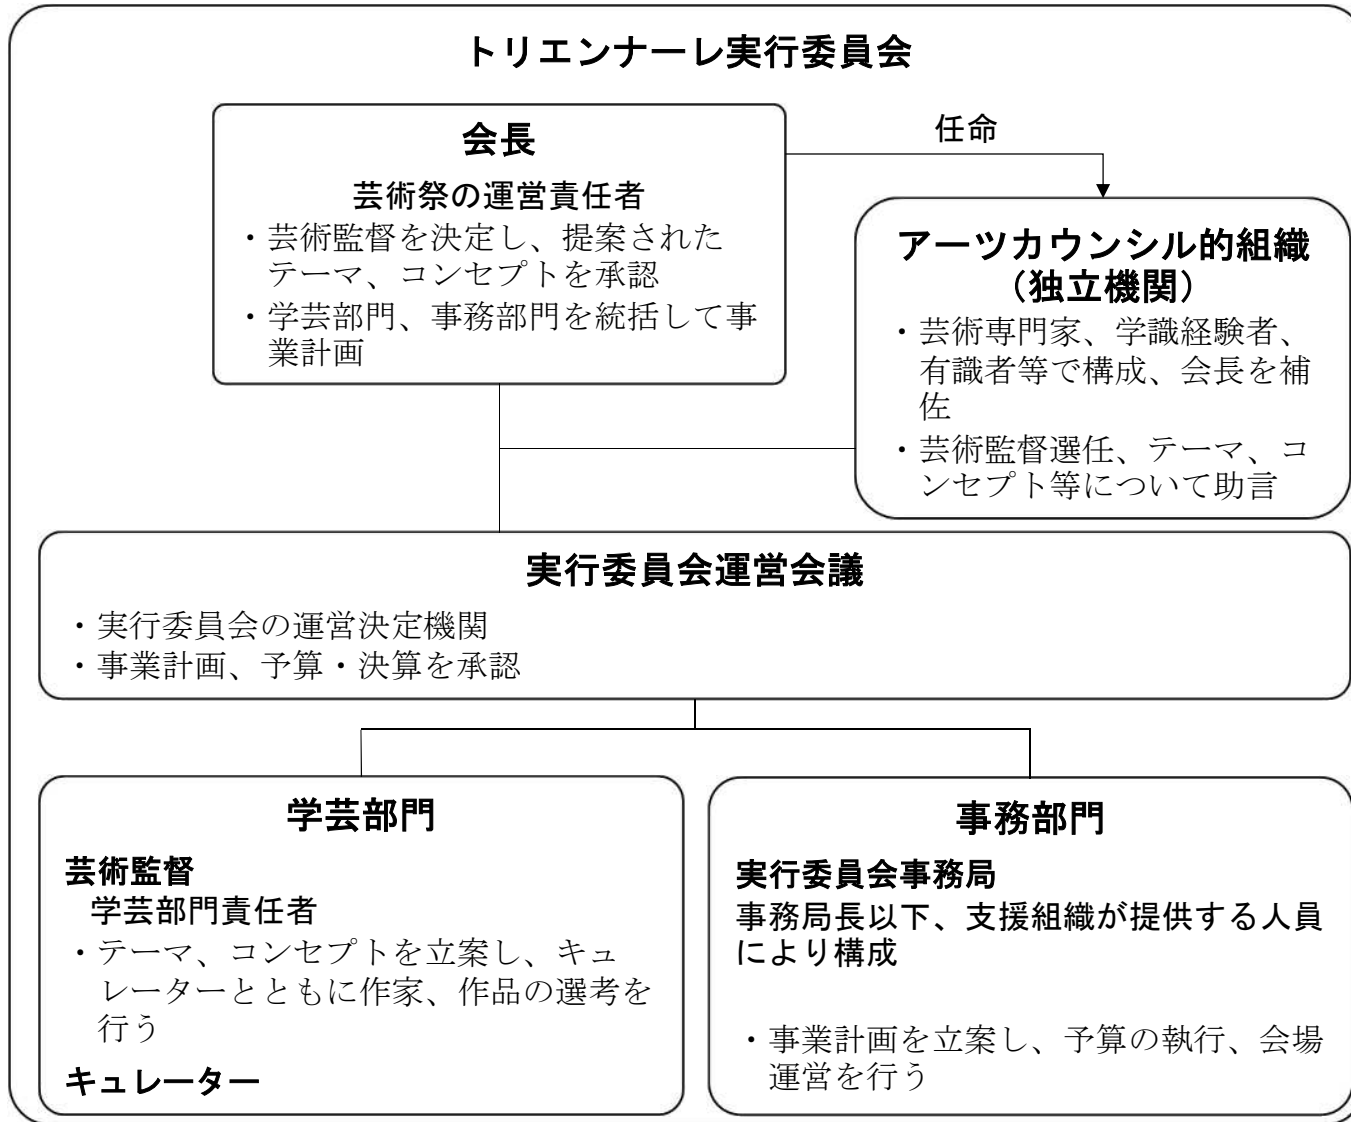 トリエンナーレ実行委員会
会長
芸術祭の運営責任者
・芸術監督を決定し、提案された
テーマ、コンセプトを承認
・学芸部門、事務部門を統括して事
業計画
任命
アーツカウンシル的組織
（独立機関）
・芸術専門家、学識経験者、
有識者等で構成、会長を補
佐
・芸術監督選任、テーマ、コ
ンセプト等について助言
実行委員会運営会議
・実行委員会の運営決定機関
・事業計画、予算・決算を承認
学芸部門
芸術監督
学芸部門責任者
・テーマ、コンセプトを立案し、キュ
レーターとともに作家、作品の選考を
行う
キュレーター
事務部門
実行委員会事務局
事務局長以下、支援組織が提供する人員
により構成
・事業計画を立案し、予算の執行、会場
運営を行う